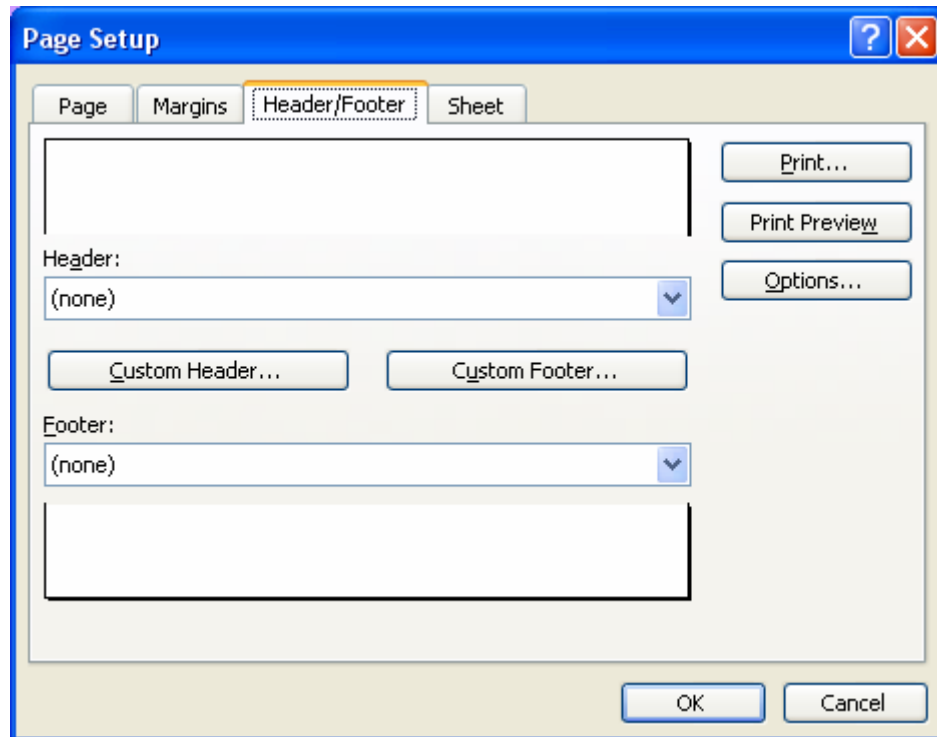 Page Setup
?
Page Margins Header/Footer Sheet
Print...
Print Preview
Header:
(none)
Options...
Custom Header... Custom Footer...
Footer:
(none)
OK Cancel